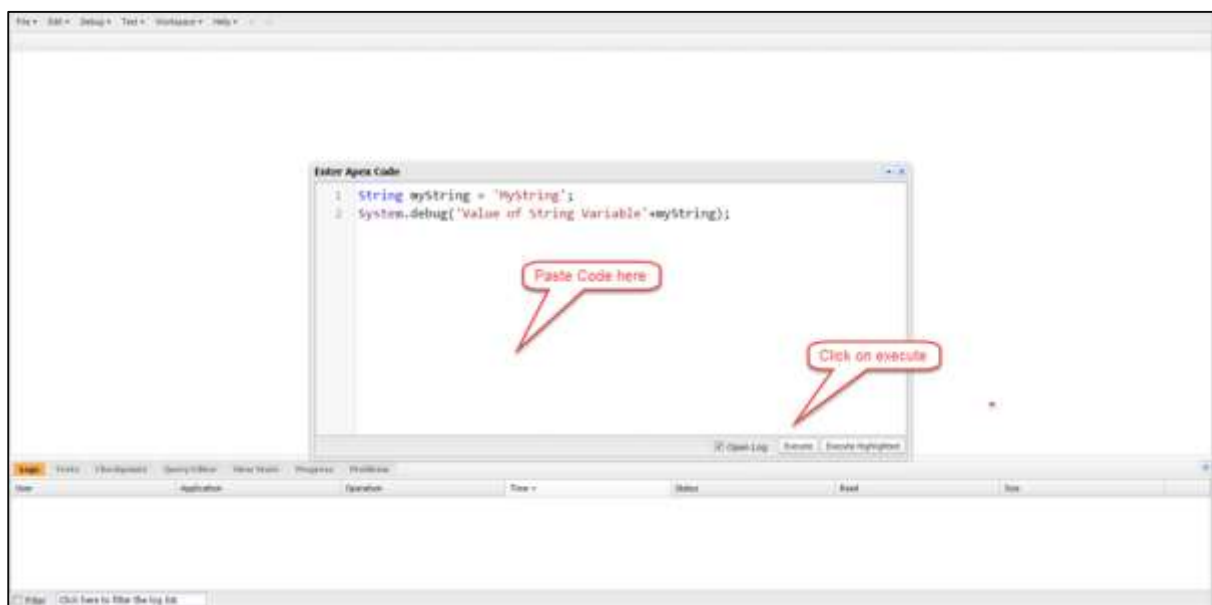 File Edit Debug Test Workspace Help
Enter Apex Code
1 String myString = 'MyString';
2 System.debug('Value of String Variable'+myString);
Paste Code here
Click on execute
Open Log Execute Execute Highlighted
Logs Tests Checkpoints Query Editor View State Progress Problems
User Application Operation Time Status Read Size
Filter Click here to filter the log list